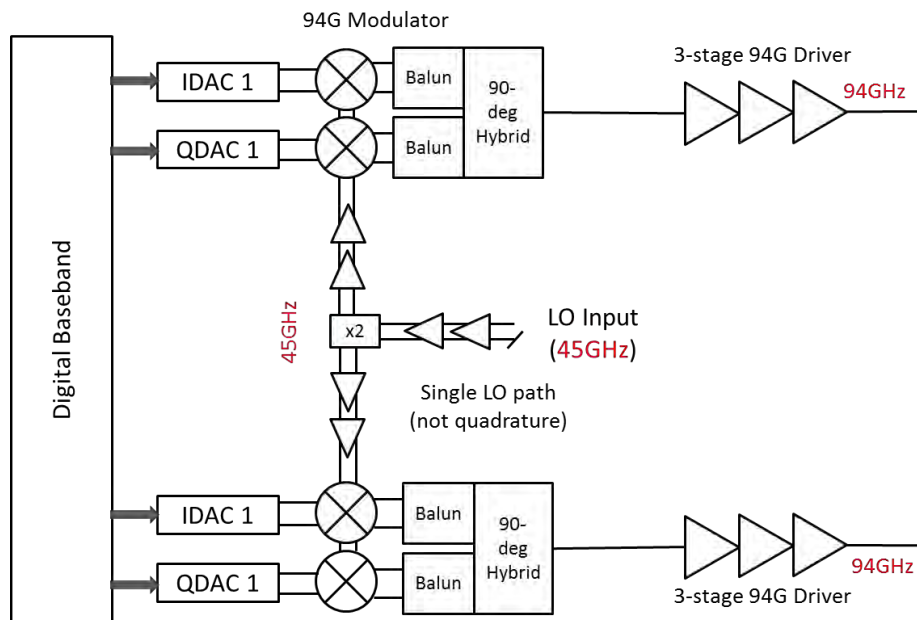 94G Modulator
IDAC 1
Balun
90-
deg
Hybrid
3-stage 94G Driver
94GHz
QDAC 1
Balun
Digital Baseband
45GHz
x2
LO Input
(45GHz)
Single LO path
(not quadrature)
IDAC 1
Balun
90-
deg
Hybrid
94GHz
QDAC 1
Balun
3-stage 94G Driver